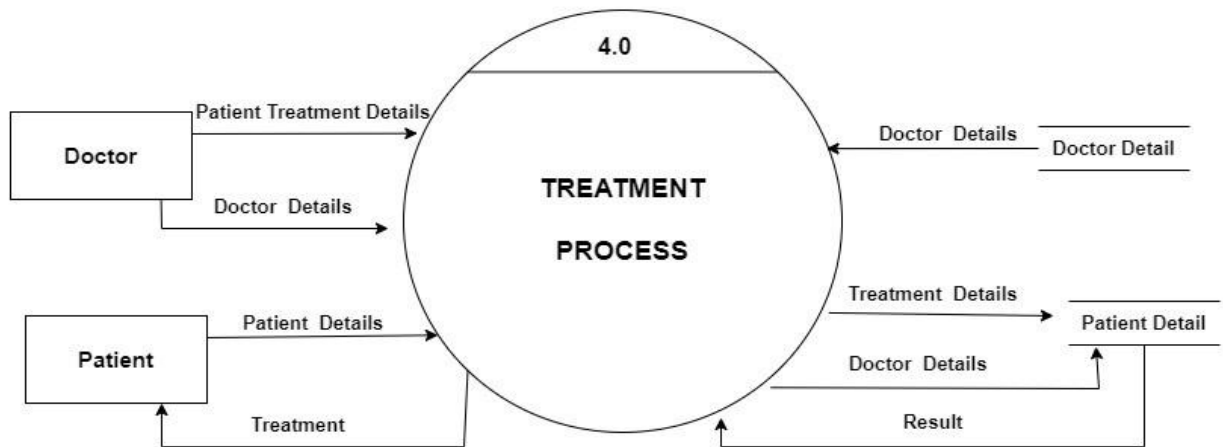 4.0
Patient Treatment Details
Doctor
Doctor Details
Doctor Details
Doctor Detail
TREATMENT
PROCESS
Patient Details
Patient
Treatment
Treatment Details
Patient Detail
Doctor Details
Result